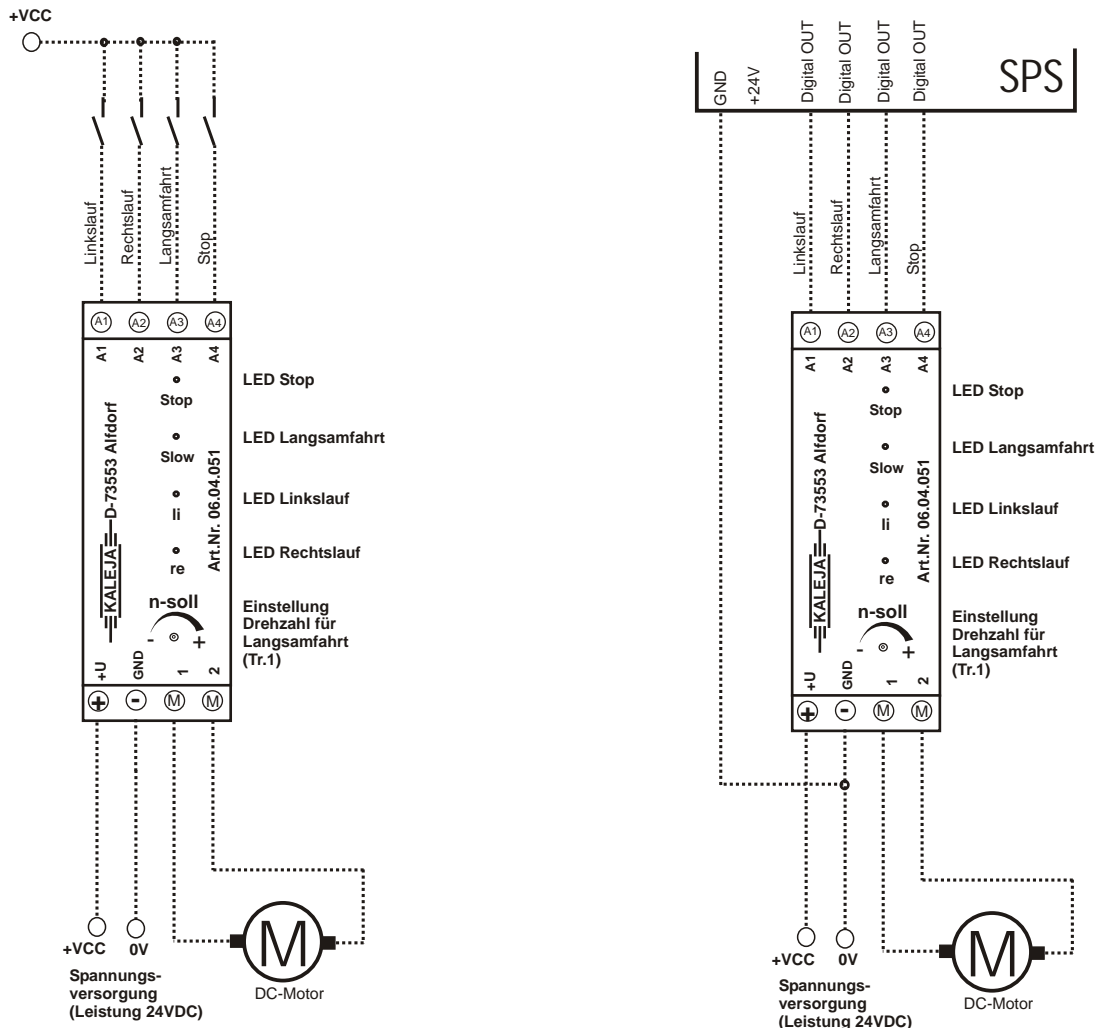 +VCC
Linkslauf
Rechtslauf
Langsamfahrt
Stop
A1 A2 A3 A4
A1 A2 A3 A4
Stop
Slow
li
re
KALEJA
D-73553 Alfdorf
Art.Nr. 06.04.051
n-soll
- +
+U GND 1 2
+ - M M
LED Stop
LED Langsamfahrt
LED Linkslauf
LED Rechtslauf
Einstellung
Drehzahl für
Langsamfahrt
(Tr.1)
+VCC 0V
Spannungs-
versorgung
(Leistung 24VDC)
M
DC-Motor
SPS
GND
+24V
Digital OUT
Digital OUT
Digital OUT
Digital OUT
Linkslauf
Rechtslauf
Langsamfahrt
Stop
A1 A2 A3 A4
A1 A2 A3 A4
Stop
Slow
li
re
KALEJA
D-73553 Alfdorf
Art.Nr. 06.04.051
n-soll
- +
+U GND 1 2
+ - M M
LED Stop
LED Langsamfahrt
LED Linkslauf
LED Rechtslauf
Einstellung
Drehzahl für
Langsamfahrt
(Tr.1)
+VCC 0V
Spannungs-
versorgung
(Leistung 24VDC)
M
DC-Motor